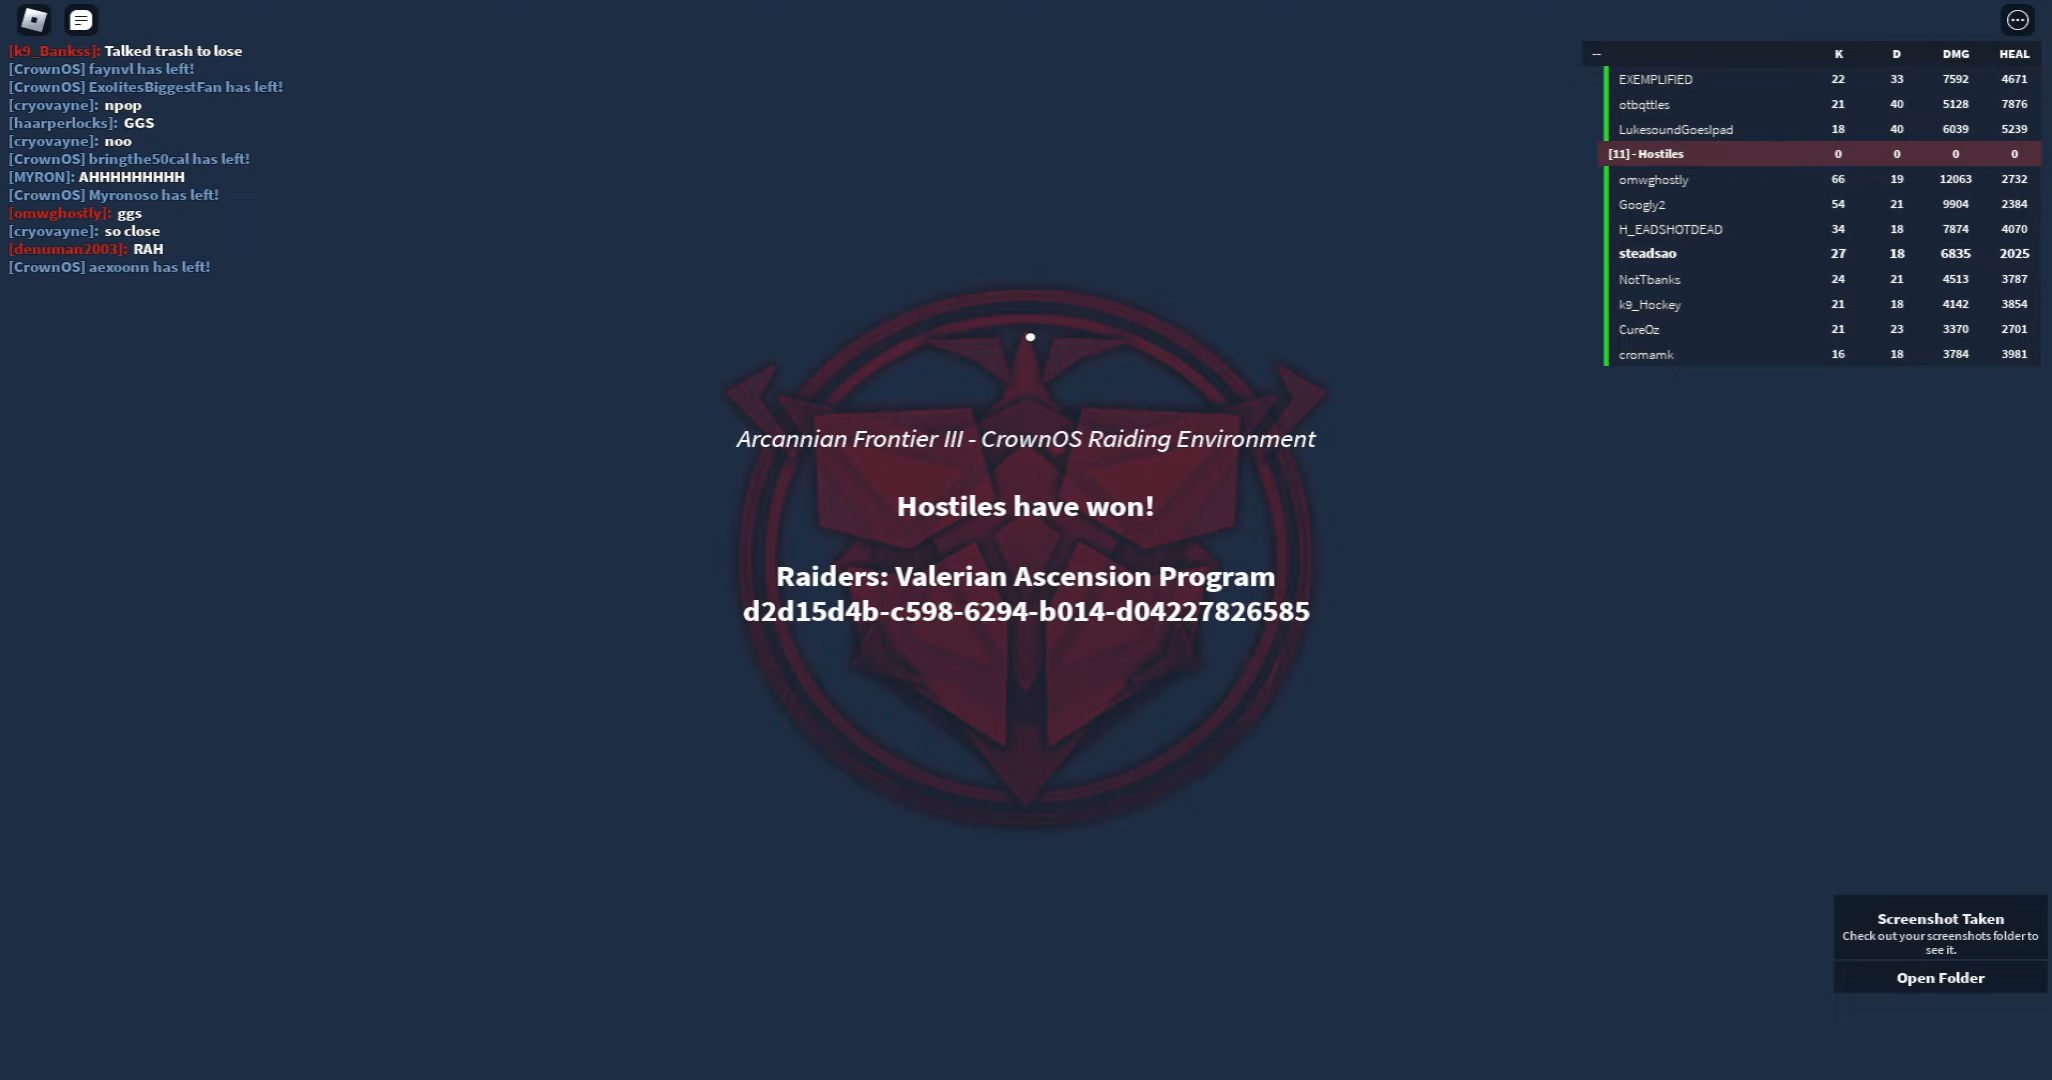 [k9_Bankss]: Talked trash to lose
[CrownOS] faynvl has left!
[CrownOS] ExolitesBiggestFan has left!
[cryovayne]: npop
[haarperlocks]: GGS
[cryovayne]: noo
[CrownOS] bringthe50cal has left!
[MYRON]: AHHHHHHHHH
[CrownOS] Myronoso has left!
[omwghostly]: ggs
[cryovayne]: so close
[denuman2003]: RAH
[CrownOS] aexoonn has left!
-- K D DMG HEAL
EXEMPLIFIED 22 33 7592 4671
otbqttles 21 40 5128 7876
LukesoundGoesIpad 18 40 6039 5239
[11] - Hostiles 0 0 0 0
omwghostly 66 19 12063 2732
Googly2 54 21 9904 2384
H_EADSHOTDEAD 34 18 7874 4070
steadsao 27 18 6835 2025
NotTbanks 24 21 4513 3787
k9_Hockey 21 18 4142 3854
CureOz 21 23 3370 2701
cromamk 16 18 3784 3981
Arcannian Frontier III - CrownOS Raiding Environment
Hostiles have won!
Raiders: Valerian Ascension Program
d2d15d4b-c598-6294-b014-d04227826585
Screenshot Taken
Check out your screenshots folder to
see it.
Open Folder